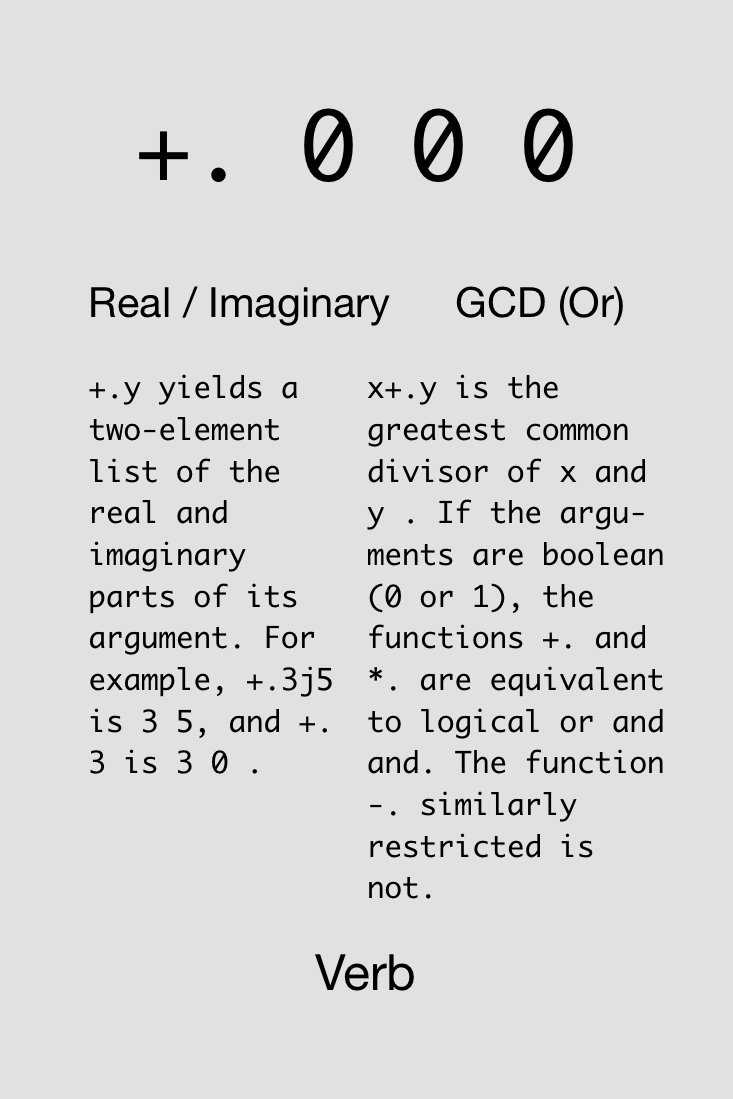 +. 0 0 0
Real / Imaginary
GCD (Or)
+.y yields a
two-element
list of the
real and
imaginary
parts of its
argument. For
example, +.3j5
is 3 5, and +.
3 is 3 0 .
x+.y is the
greatest common
divisor of x and
y . If the argu-
ments are boolean
(0 or 1), the
functions +. and
*. are equivalent
to logical or and
and. The function
-. similarly
restricted is
not.
Verb